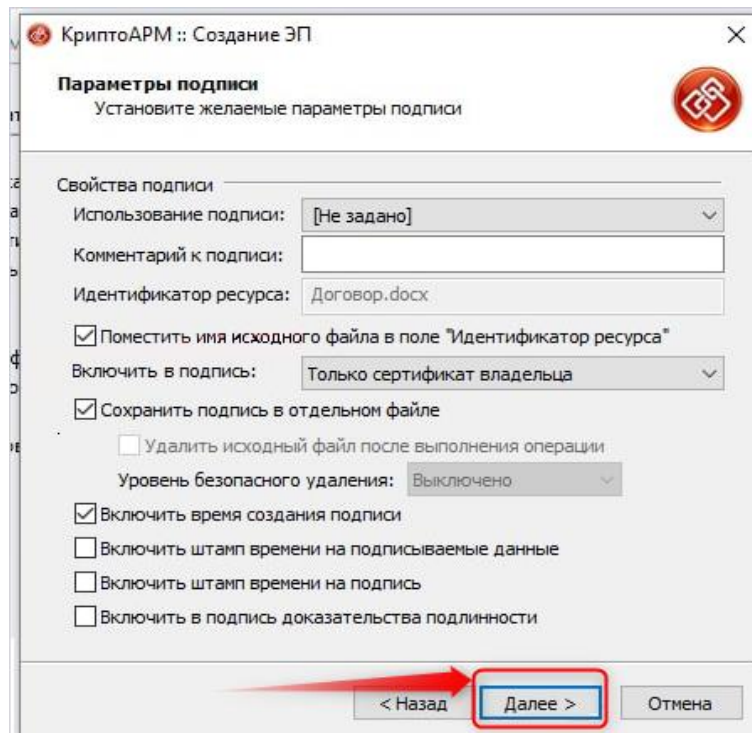 КриптоАРМ :: Создание ЭП
Параметры подписи
Установите желаемые параметры подписи
Свойства подписи
Использование подписи: [Не задано]
Комментарий к подписи:
Идентификатор ресурса: Договор.docx
Поместить имя исходного файла в поле "Идентификатор ресурса"
Включить в подпись: Только сертификат владельца
Сохранить подпись в отдельном файле
Удалить исходный файл после выполнения операции
Уровень безопасного удаления: Выключено
Включить время создания подписи
Включить штамп времени на подписываемые данные
Включить штамп времени на подпись
Включить в подпись доказательства подлинности
< Назад Далее > Отмена